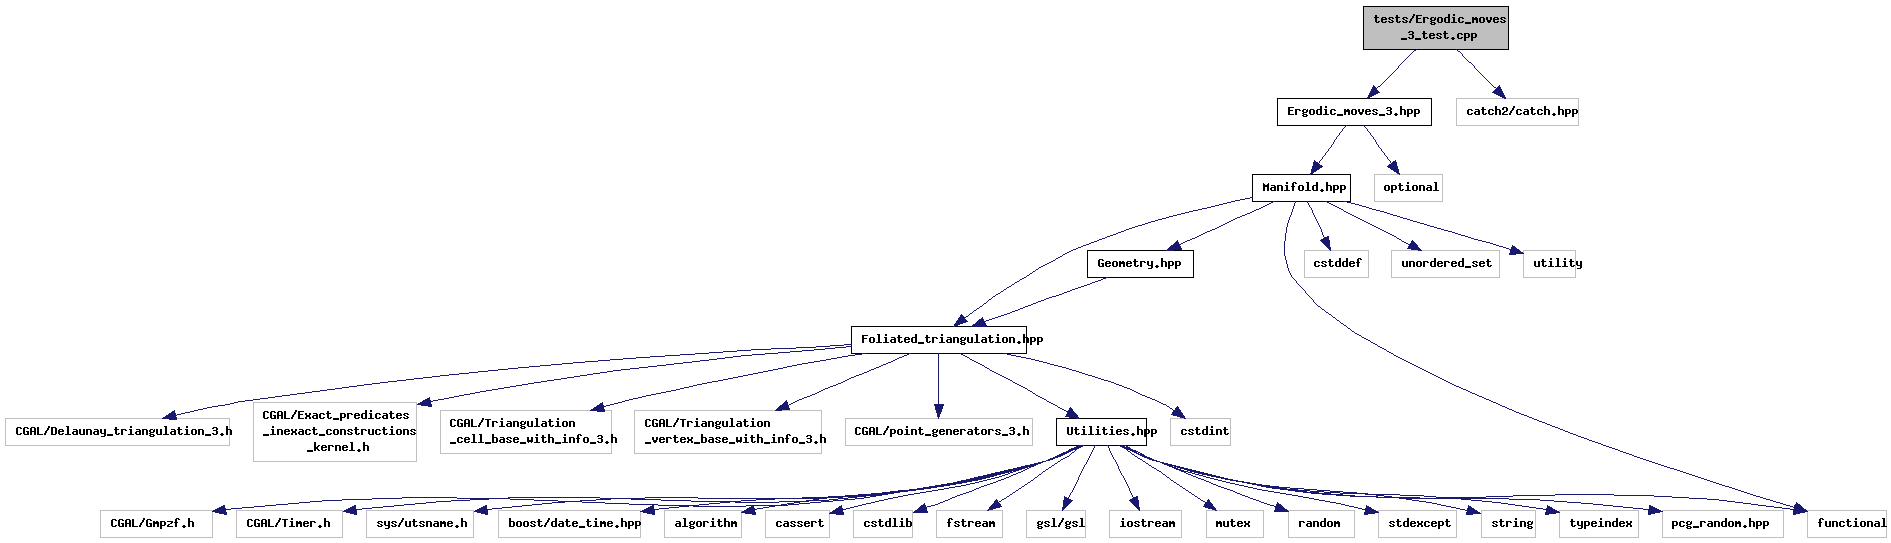 tests/Ergodic_moves
_3_test.cpp
Ergodic_moves_3.hpp
catch2/catch.hpp
Manifold.hpp
optional
Geometry.hpp
cstddef
unordered_set
utility
Foliated_triangulation.hpp
CGAL/Delaunay_triangulation_3.h
CGAL/Exact_predicates
_inexact_constructions
_kernel.h
CGAL/Triangulation
_cell_base_with_info_3.h
CGAL/Triangulation
_vertex_base_with_info_3.h
CGAL/point_generators_3.h
Utilities.hpp
cstdint
CGAL/Gmpzf.h
CGAL/Timer.h
sys/utsname.h
boost/date_time.hpp
algorithm
cassert
cstdlib
fstream
gsl/gsl
iostream
mutex
random
stdexcept
string
typeindex
pcg_random.hpp
functional